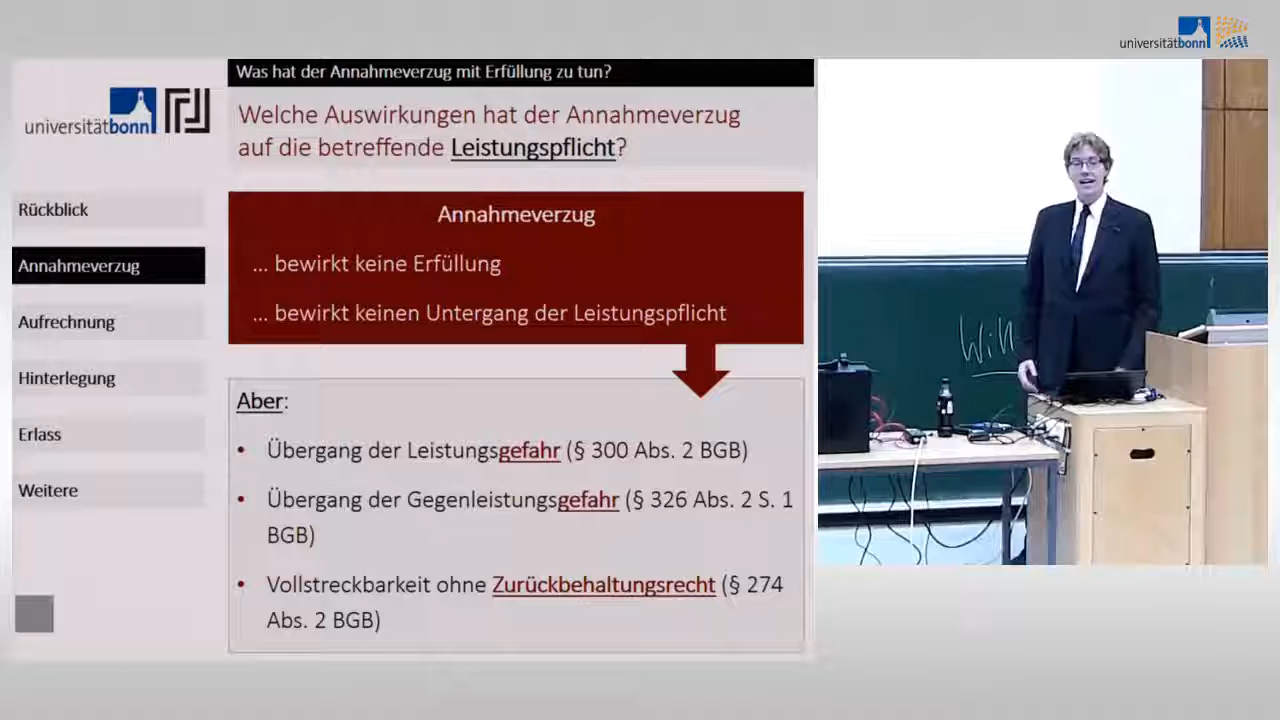 universitätbonn
Was hat der Annahmeverzug mit Erfüllung zu tun?
universitätbonn
Welche Auswirkungen hat der Annahmeverzug
auf die betreffende Leistungspflicht?
Rückblick
Annahmeverzug
Aufrechnung
Hinterlegung
Erlass
Weitere
Annahmeverzug
... bewirkt keine Erfüllung
... bewirkt keinen Untergang der Leistungspflicht
Aber:
• Übergang der Leistungsgefahr (§ 300 Abs. 2 BGB)
• Übergang der Gegenleistungsgefahr (§ 326 Abs. 2 S. 1
BGB)
• Vollstreckbarkeit ohne Zurückbehaltungsrecht (§ 274
Abs. 2 BGB)
Will